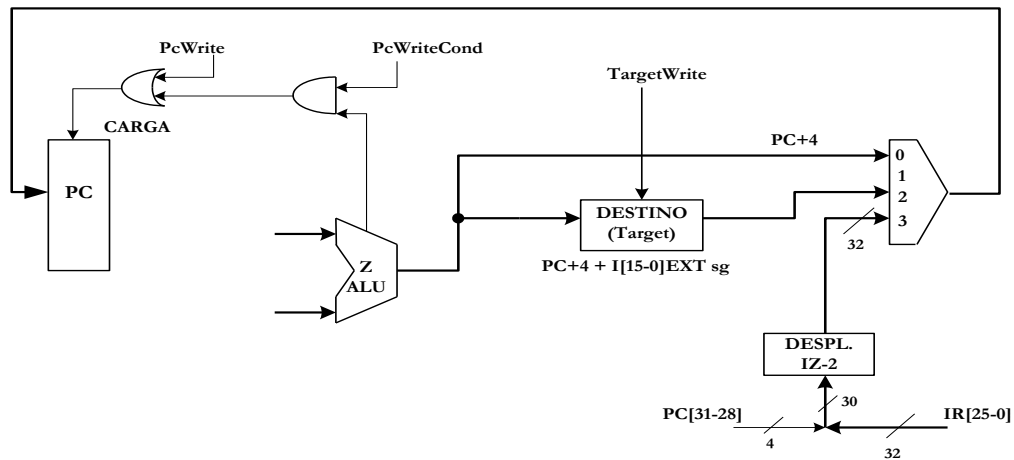 PcWrite
PcWriteCond
TargetWrite
CARGA
PC+4
PC
0
1
2
3
DESTINO
(Target)
32
Z
ALU
PC+4 + I[15-0]EXT sg
DESPL.
IZ-2
30
PC[31-28]
IR[25-0]
4
32